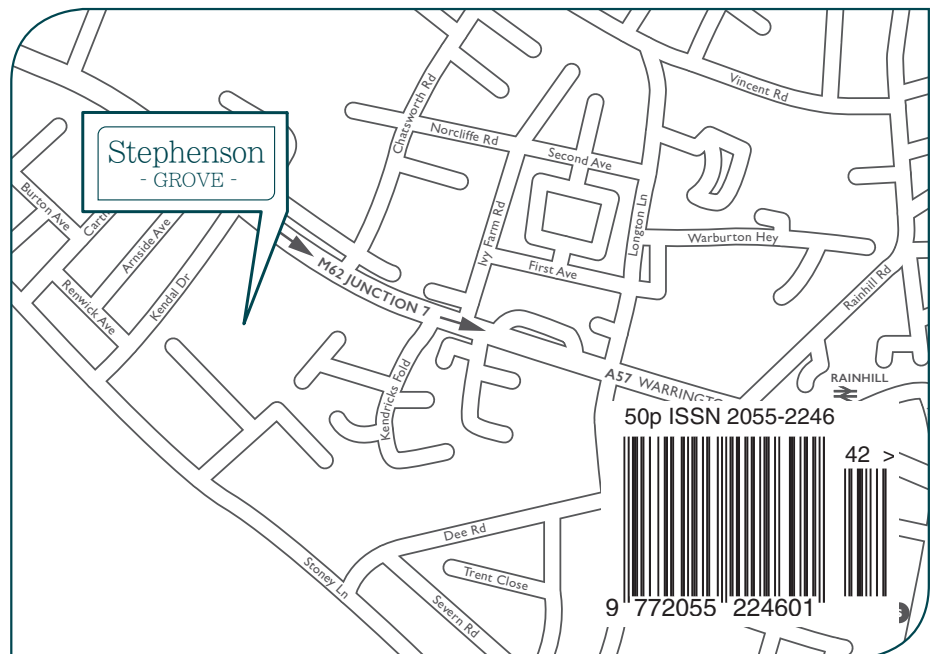 Stephenson
- GROVE -
Vincent Rd
Chatsworth Rd
Norcliffe Rd
Second Ave
Burton Ave
Arnside Ave
Kendal Dr
Renwick Ave
Ivy Farm Rd
Longton Ln
Warburton Hey
First Ave
Rainhill Rd
M62 JUNCTION 7
Kendricks Fold
A57 WARRINGTO
RAINHILL
50p ISSN 2055-2246
42 >
Dee Rd
Trent Close
Stoney Ln
Severn Rd
9 772055 224601